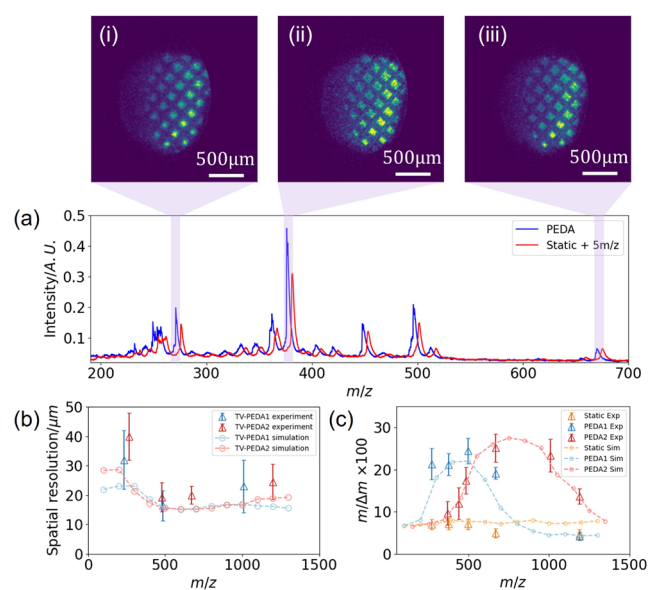 (i)
(ii)
(iii)
500μm
500μm
500μm
(a)
0.5
0.4
0.3
0.2
0.1
Intensity/A.U.
PEDA
Static + 5m/z
200
300
400
500
600
700
m/z
(b)
50
40
30
20
10
0
Spatial resolution/μm
TV-PEDA1 experiment
TV-PEDA2 experiment
TV-PEDA1 simulation
TV-PEDA2 simulation
0
500
1000
1500
m/z
(c)
40
30
20
10
0
m/Δm ×100
Static Exp
PEDA1 Exp
PEDA2 Exp
Static Sim
PEDA1 Sim
PEDA2 Sim
500
1000
1500
m/z